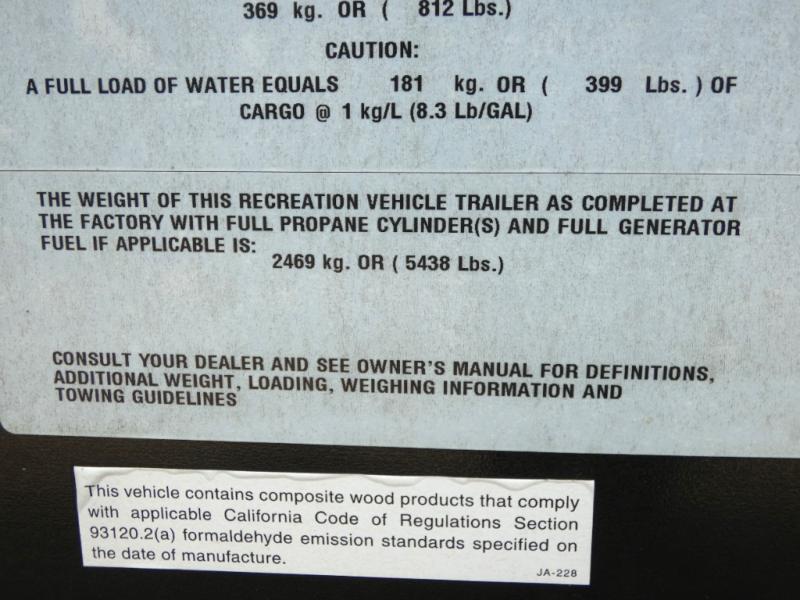 369 kg. OR ( 812 Lbs.)
CAUTION:
A FULL LOAD OF WATER EQUALS 181 kg. OR ( 399 Lbs. ) OF
CARGO @ 1 kg/L (8.3 Lb/GAL)
THE WEIGHT OF THIS RECREATION VEHICLE TRAILER AS COMPLETED AT
THE FACTORY WITH FULL PROPANE CYLINDER(S) AND FULL GENERATOR
FUEL IF APPLICABLE IS:
2469 kg. OR ( 5438 Lbs.)
CONSULT YOUR DEALER AND SEE OWNER'S MANUAL FOR DEFINITIONS,
ADDITIONAL WEIGHT, LOADING, WEIGHING INFORMATION AND
TOWING GUIDELINES
This vehicle contains composite wood products that comply
with applicable California Code of Regulations Section
93120.2(a) formaldehyde emission standards specified on
the date of manufacture.
JA-228